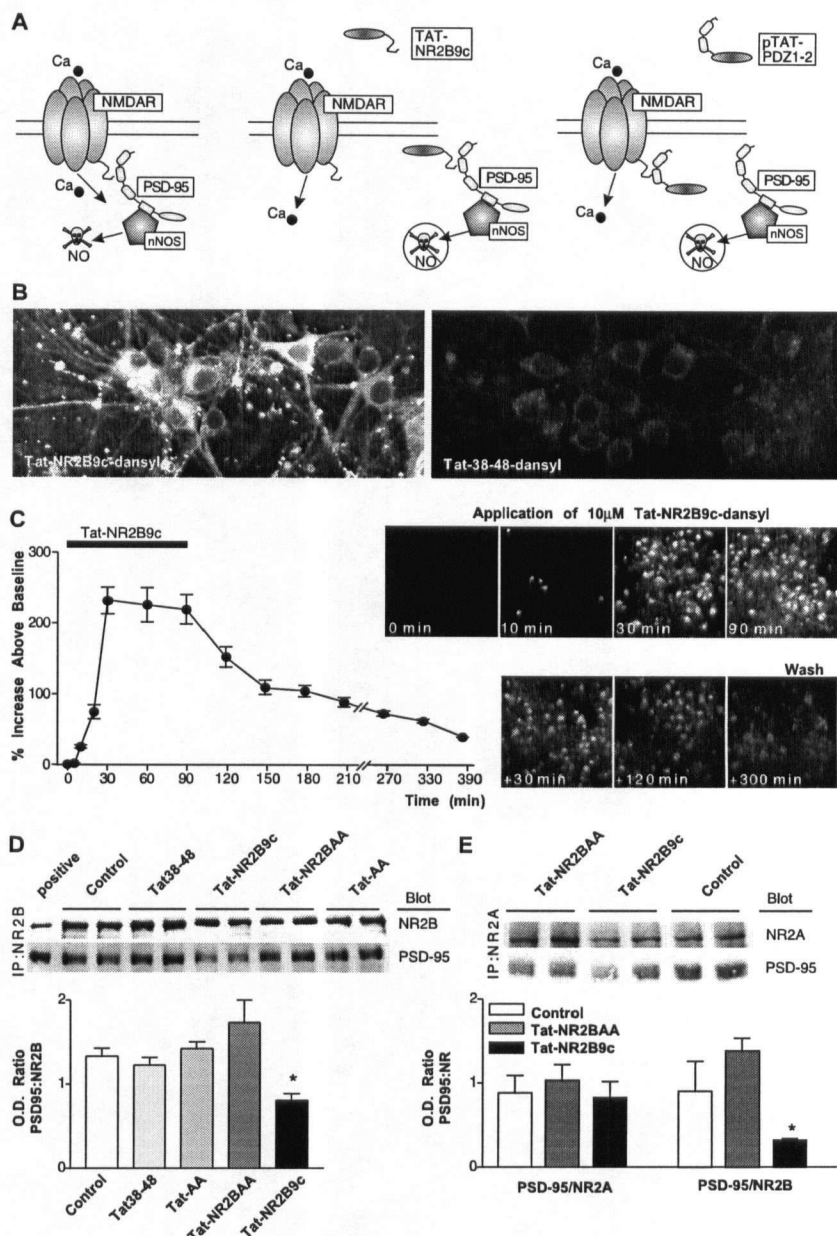 A
TAT-
NR2B9c
pTAT-
PDZ1-2
Ca
NMDAR
Ca
PSD-95
nNOS
NO
Ca
NMDAR
Ca
PSD-95
nNOS
NO
Ca
NMDAR
Ca
PSD-95
nNOS
NO
B
Tat-NR2B9c-dansyl
Tat-38-48-dansyl
C
Tat-NR2B9c
% Increase Above Baseline
300
200
100
0
0 30 60 90 120 150 180 210 270 330 390
Time (min)
Application of 10µM Tat-NR2B9c-dansyl
0 min
10 min
30 min
90 min
Wash
+30 min
+120 min
+300 min
D
positive
Control
Tat38-48
Tat-NR2B9c
Tat-NR2BAA
Tat-AA
Blot
IP:NR2B
NR2B
PSD-95
O.D. Ratio
PSD95:NR2B
2
1
0
*
Control
Tat38-48
Tat-AA
Tat-NR2BAA
Tat-NR2B9c
E
Tat-NR2BAA
Tat-NR2B9c
Control
Blot
IP:NR2A
NR2A
PSD-95
O.D. Ratio
PSD95:NR
2
1
0
Control
Tat-NR2BAA
Tat-NR2B9c
*
PSD-95/NR2A
PSD-95/NR2B